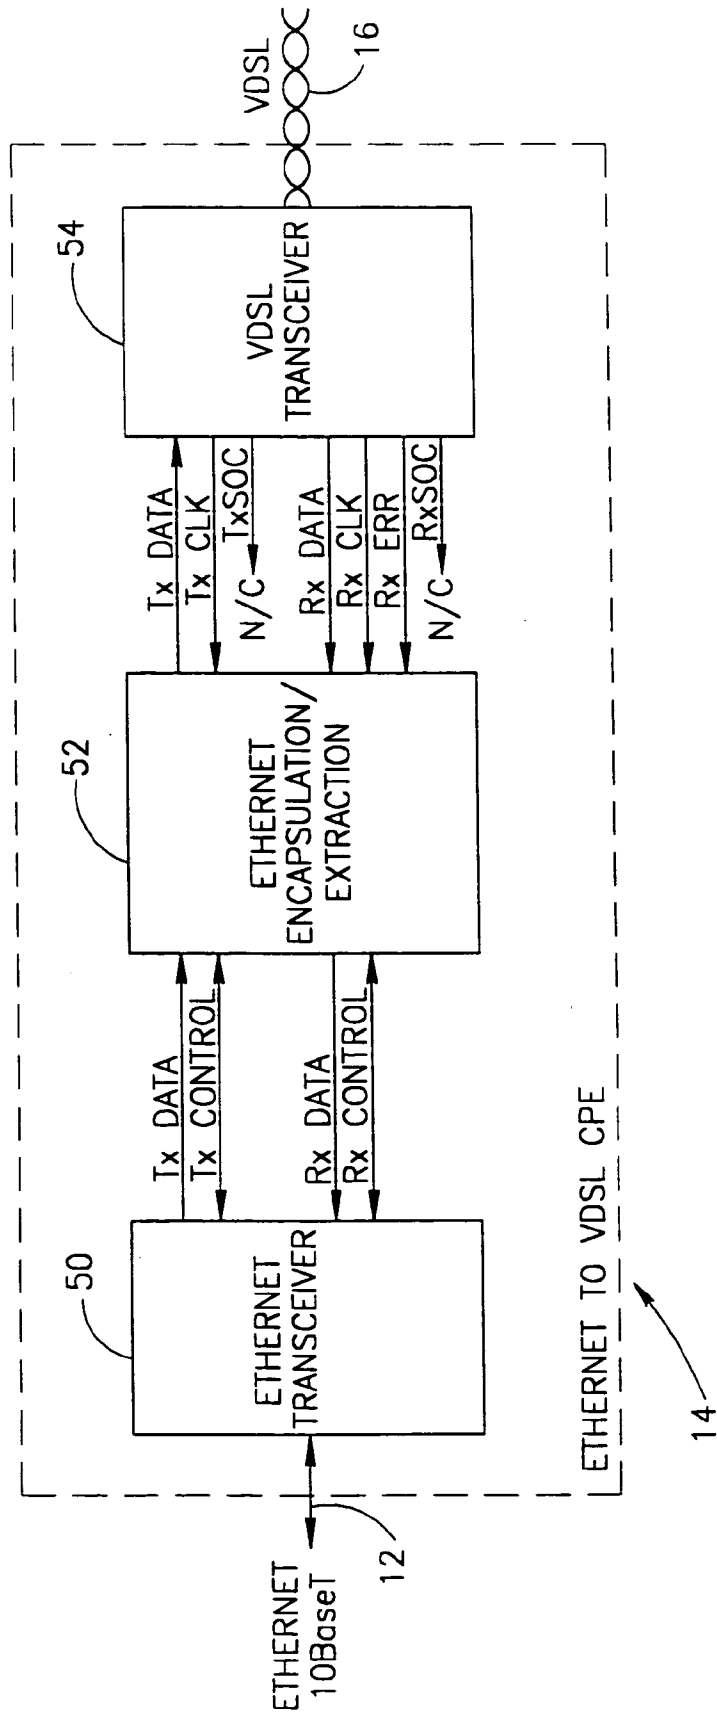 ETHERNET
10BaseT
12
50
ETHERNET
TRANSCEIVER
Tx DATA
Tx CONTROL
Rx DATA
Rx CONTROL
52
ETHERNET
ENCAPSULATION/
EXTRACTION
Tx DATA
Tx CLK
TxSOC
N/C
Rx DATA
Rx CLK
Rx ERR
RxSOC
N/C
54
VDSL
TRANSCEIVER
VDSL
16
ETHERNET TO VDSL CPE
14